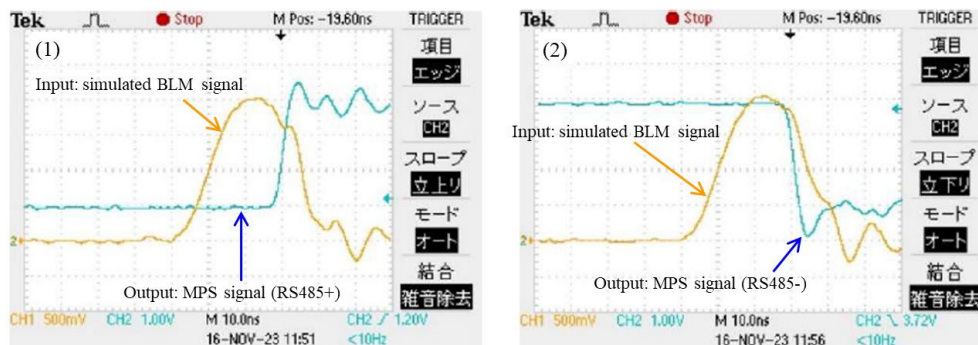 Tek
Stop
M Pos: -19.60ns
TRIGGER
(1)
Input: simulated BLM signal
Output: MPS signal (RS485+)
項目
エッジ
ソース
CH2
スロープ
立上リ
モード
オート
結合
雑音除去
2
CH1 500mV CH2 1.00V M 10.0ns CH2 1.20V
16-NOV-23 11:51 <10Hz
Tek
Stop
M Pos: -19.60ns
TRIGGER
(2)
Input: simulated BLM signal
Output: MPS signal (RS485-)
項目
エッジ
ソース
CH2
スロープ
立下リ
モード
オート
結合
雑音除去
2
CH1 500mV CH2 1.00V M 10.0ns CH2 3.72V
16-NOV-23 11:56 <10Hz